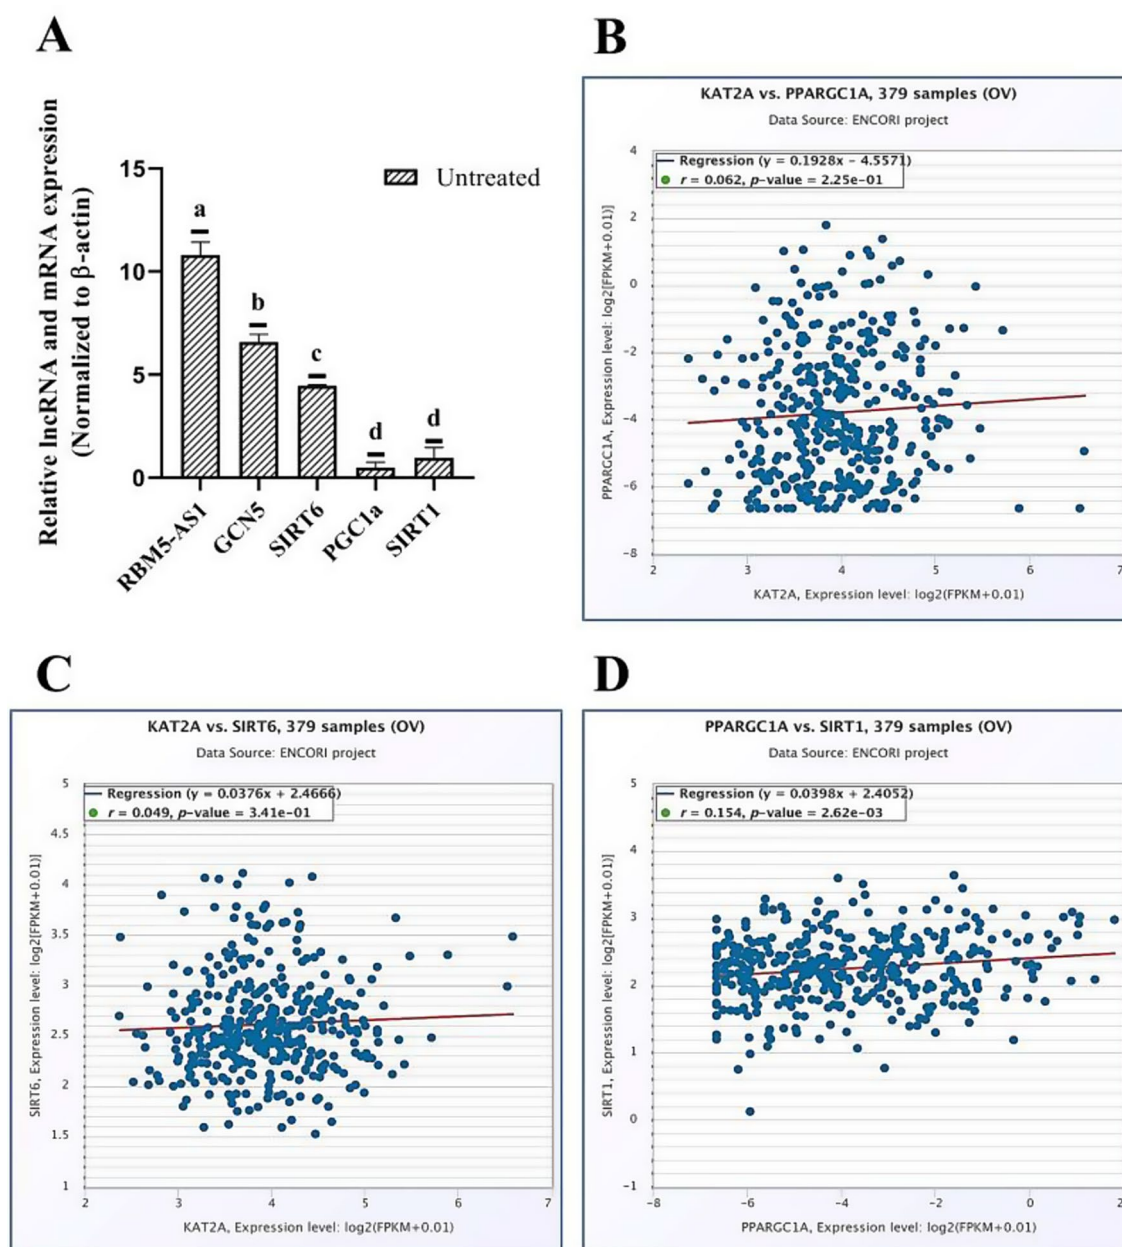 A
Relative lncRNA and mRNA expression
(Normalized to β-actin)
15
10
5
0
a
b
c
d
d
Untreated
RBM5-AS1
GCN5
SIRT6
PGC1a
SIRT1
B
KAT2A vs. PPARGC1A, 379 samples (OV)
Data Source: ENCORI project
Regression (y = 0.1928x − 4.5571)
r = 0.062, p-value = 2.25e-01
PPARGC1A, Expression level: log2[FPKM+0.01)]
4
2
0
−2
−4
−6
−8
2
3
4
5
6
7
KAT2A, Expression level: log2(FPKM+0.01)
C
KAT2A vs. SIRT6, 379 samples (OV)
Data Source: ENCORI project
Regression (y = 0.0376x + 2.4666)
r = 0.049, p-value = 3.41e-01
SIRT6, Expression level: log2[FPKM+0.01)]
5
4.5
4
3.5
3
2.5
2
1.5
1
2
3
4
5
6
7
KAT2A, Expression level: log2(FPKM+0.01)
D
PPARGC1A vs. SIRT1, 379 samples (OV)
Data Source: ENCORI project
Regression (y = 0.0398x + 2.4052)
r = 0.154, p-value = 2.62e-03
SIRT1, Expression level: log2[FPKM+0.01)]
5
4
3
2
1
0
−1
−8
−6
−4
−2
0
2
PPARGC1A, Expression level: log2(FPKM+0.01)